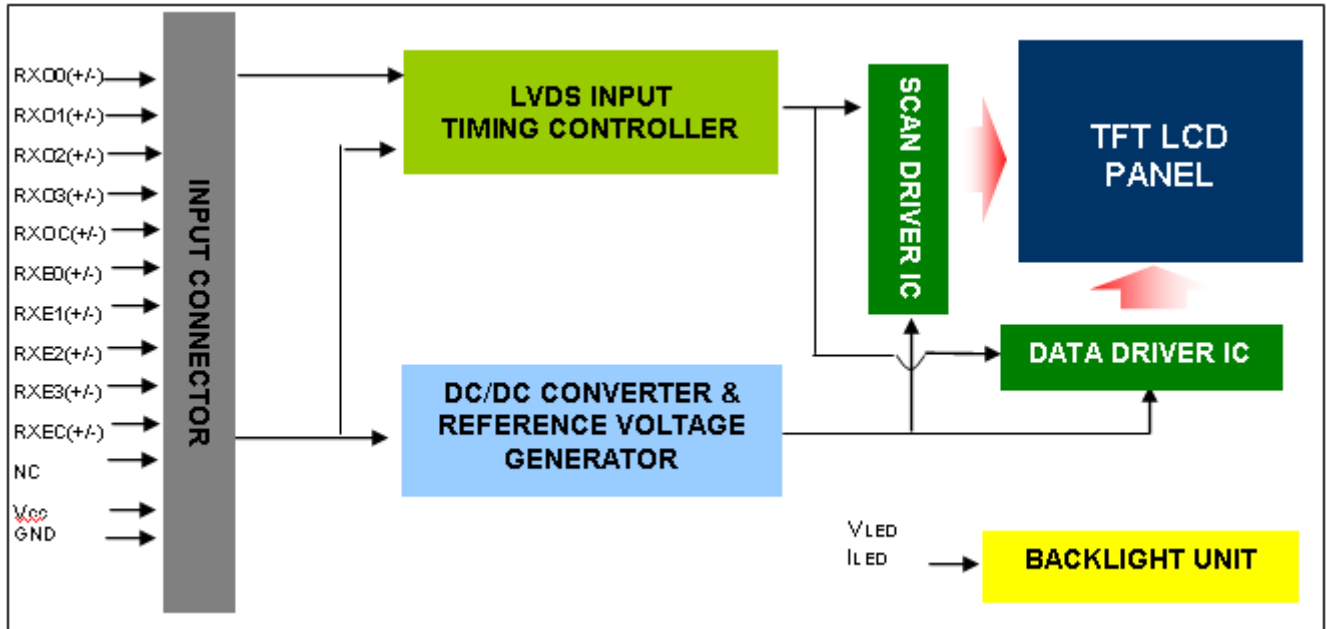 RXO0(+/-)
RXO1(+/-)
RXO2(+/-)
RXO3(+/-)
RXOC(+/-)
RXE0(+/-)
RXE1(+/-)
RXE2(+/-)
RXE3(+/-)
RXEC(+/-)
NC
Vcc
GND
INPUT CONNECTOR
LVDS INPUT
TIMING CONTROLLER
DC/DC CONVERTER &
REFERENCE VOLTAGE
GENERATOR
SCAN DRIVER IC
TFT LCD
PANEL
DATA DRIVER IC
VLED
ILED
BACKLIGHT UNIT